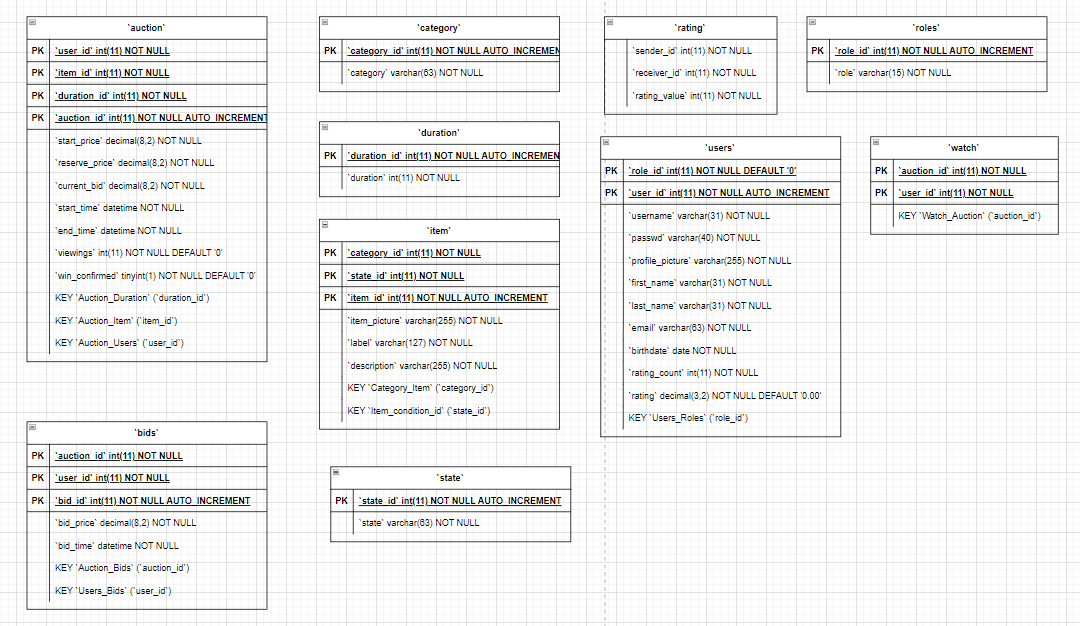 `auction`
PK `user_id` int(11) NOT NULL
PK `item_id` int(11) NOT NULL
PK `duration_id` int(11) NOT NULL
PK `auction_id` int(11) NOT NULL AUTO_INCREMENT
`start_price` decimal(8,2) NOT NULL
`reserve_price` decimal(8,2) NOT NULL
`current_bid` decimal(8,2) NOT NULL
`start_time` datetime NOT NULL
`end_time` datetime NOT NULL
`viewings` int(11) NOT NULL DEFAULT '0'
`win_confirmed` tinyint(1) NOT NULL DEFAULT '0'
KEY `Auction_Duration` (`duration_id`)
KEY `Auction_Item` (`item_id`)
KEY `Auction_Users` (`user_id`)
`bids`
PK `auction_id` int(11) NOT NULL
PK `user_id` int(11) NOT NULL
PK `bid_id` int(11) NOT NULL AUTO_INCREMENT
`bid_price` decimal(8,2) NOT NULL
`bid_time` datetime NOT NULL
KEY `Auction_Bids` (`auction_id`)
KEY `Users_Bids` (`user_id`)
`category`
PK `category_id` int(11) NOT NULL AUTO_INCREMEN
`category` varchar(63) NOT NULL
`duration`
PK `duration_id` int(11) NOT NULL AUTO_INCREMEN
`duration` int(11) NOT NULL
`item`
PK `category_id` int(11) NOT NULL
PK `state_id` int(11) NOT NULL
PK `item_id` int(11) NOT NULL AUTO_INCREMENT
`item_picture` varchar(255) NOT NULL
`label` varchar(127) NOT NULL
`description` varchar(255) NOT NULL
KEY `Category_Item` (`category_id`)
KEY `Item_condition_id` (`state_id`)
`state`
PK `state_id` int(11) NOT NULL AUTO_INCREMENT
`state` varchar(63) NOT NULL
`rating`
`sender_id` int(11) NOT NULL
`receiver_id` int(11) NOT NULL
`rating_value` int(11) NOT NULL
`users`
PK `role_id` int(11) NOT NULL DEFAULT '0'
PK `user_id` int(11) NOT NULL AUTO_INCREMENT
`username` varchar(31) NOT NULL
`passwd` varchar(40) NOT NULL
`profile_picture` varchar(255) NOT NULL
`first_name` varchar(31) NOT NULL
`last_name` varchar(31) NOT NULL
`email` varchar(63) NOT NULL
`birthdate` date NOT NULL
`rating_count` int(11) NOT NULL
`rating` decimal(3,2) NOT NULL DEFAULT '0.00'
KEY `Users_Roles` (`role_id`)
`roles`
PK `role_id` int(11) NOT NULL AUTO_INCREMENT
`role` varchar(15) NOT NULL
`watch`
PK `auction_id` int(11) NOT NULL
PK `user_id` int(11) NOT NULL
KEY `Watch_Auction` (`auction_id`)